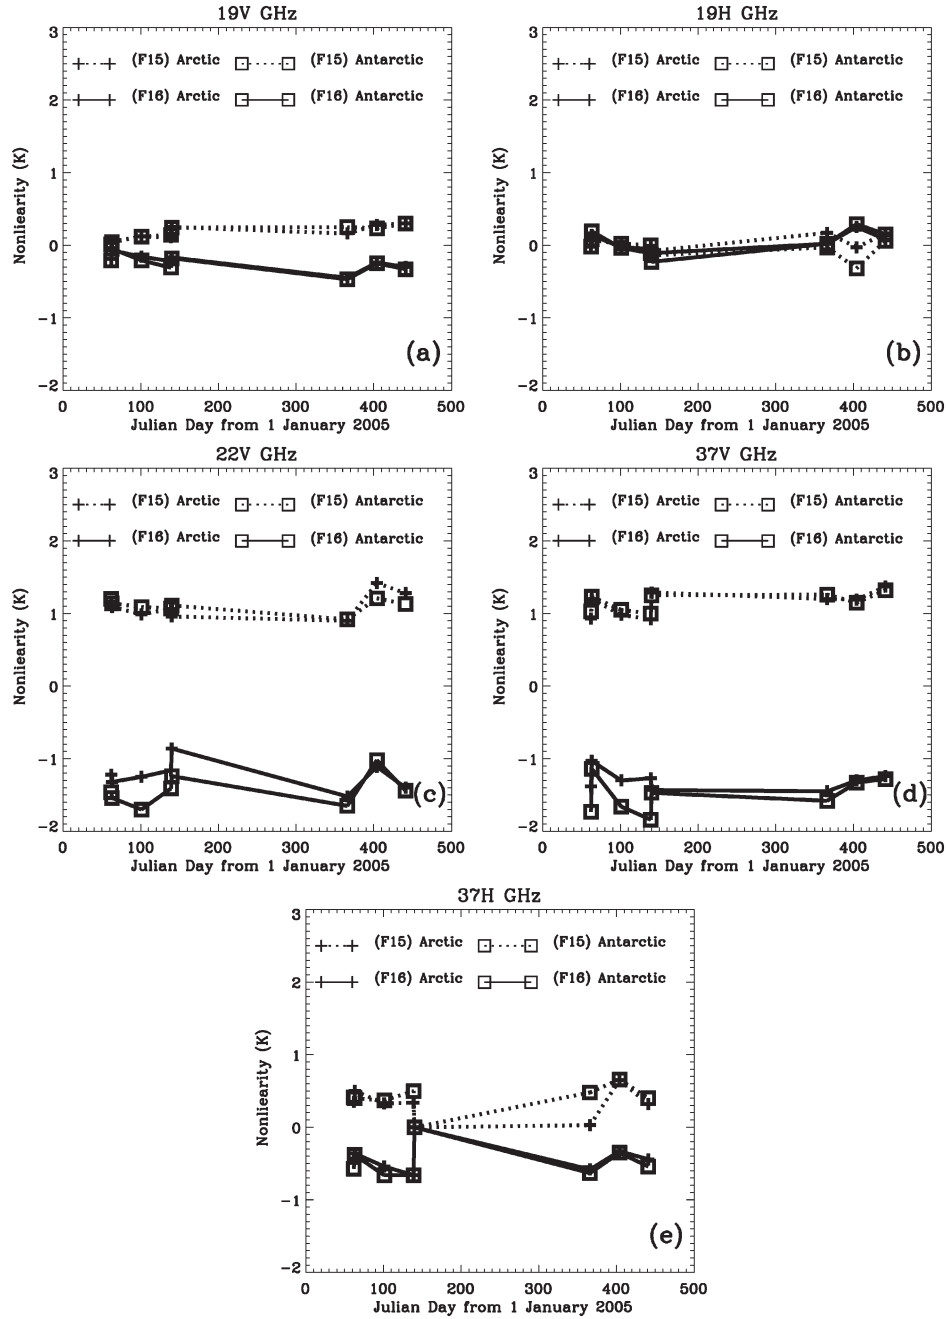 19V GHz
3
2
1
0
-1
-2
(F15) Arctic (F15) Antarctic
(F16) Arctic (F16) Antarctic
Nonliearity (K)
(a)
0 100 200 300 400 500
Julian Day from 1 January 2005
19H GHz
3
2
1
0
-1
-2
(F15) Arctic (F15) Antarctic
(F16) Arctic (F16) Antarctic
Nonliearity (K)
(b)
0 100 200 300 400 500
Julian Day from 1 January 2005
22V GHz
3
2
1
0
-1
-2
(F15) Arctic (F15) Antarctic
(F16) Arctic (F16) Antarctic
Nonliearity (K)
(c)
0 100 200 300 400 500
Julian Day from 1 January 2005
37V GHz
3
2
1
0
-1
-2
(F15) Arctic (F15) Antarctic
(F16) Arctic (F16) Antarctic
Nonliearity (K)
(d)
0 100 200 300 400 500
Julian Day from 1 January 2005
37H GHz
3
2
1
0
-1
-2
(F15) Arctic (F15) Antarctic
(F16) Arctic (F16) Antarctic
Nonliearity (K)
(e)
0 100 200 300 400 500
Julian Day from 1 January 2005